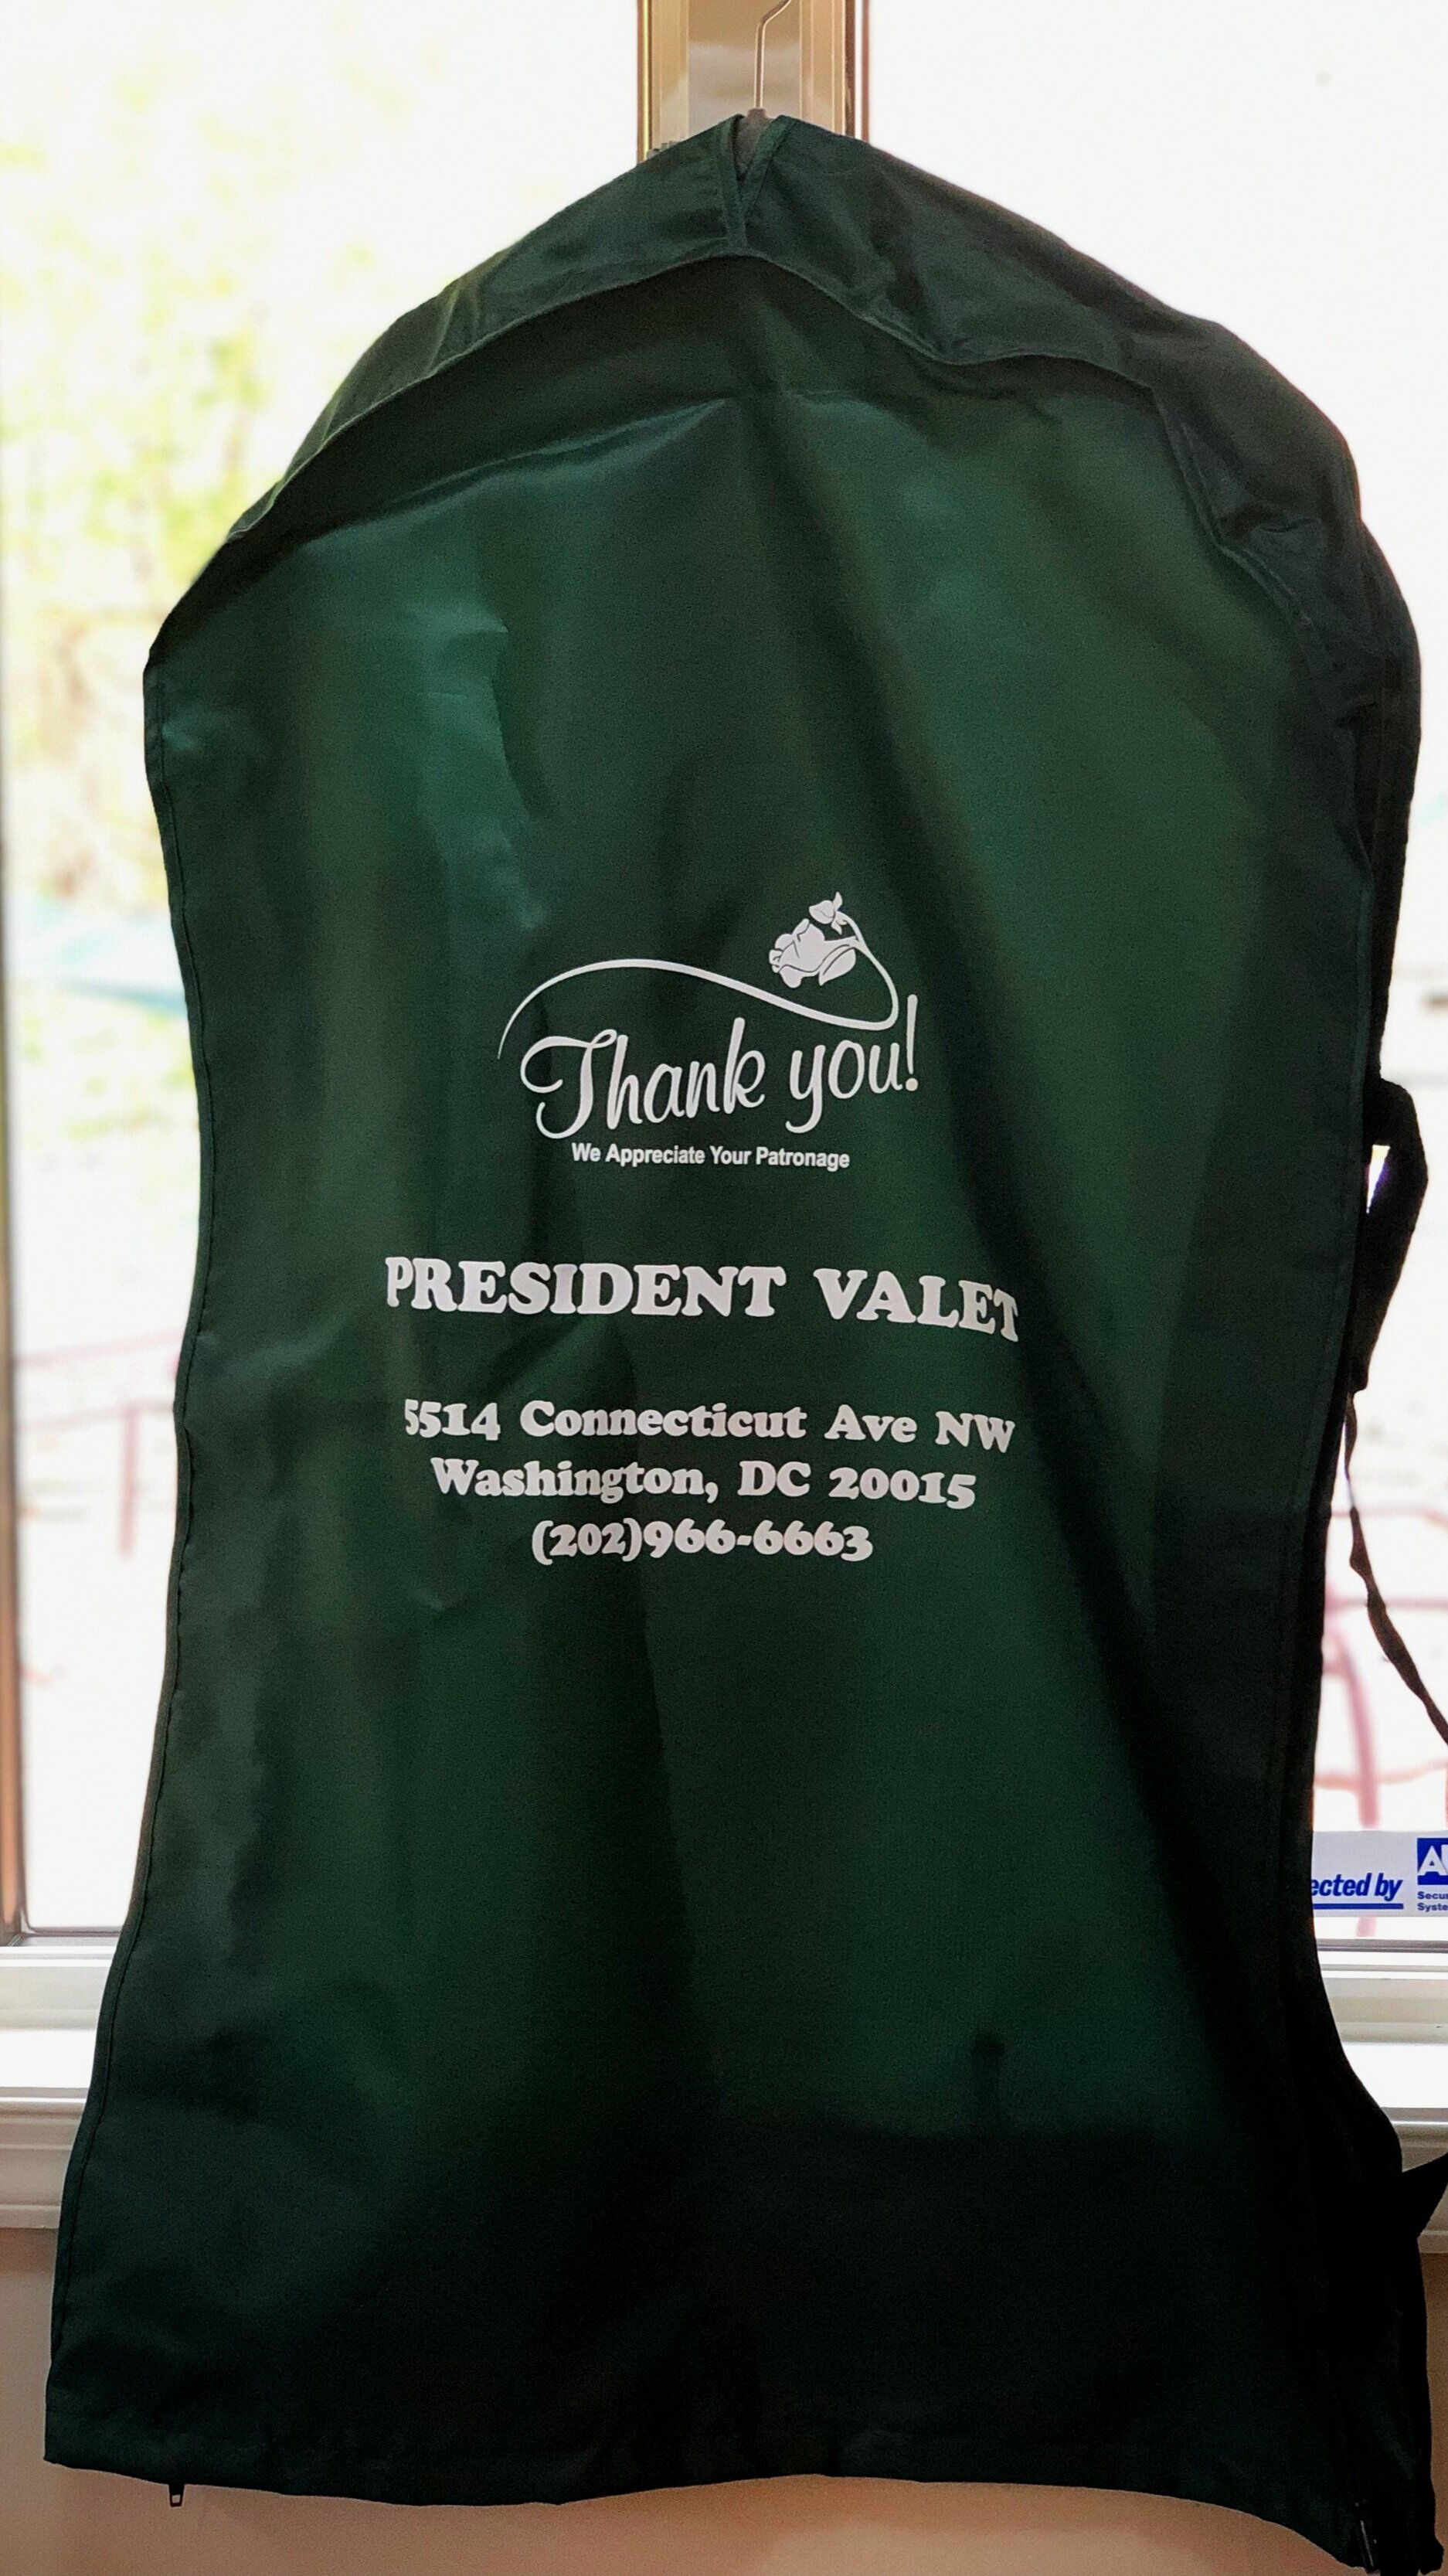 Thank you!
We Appreciate Your Patronage
PRESIDENT VALET
5514 Connecticut Ave NW
Washington, DC 20015
(202)966-6663
by